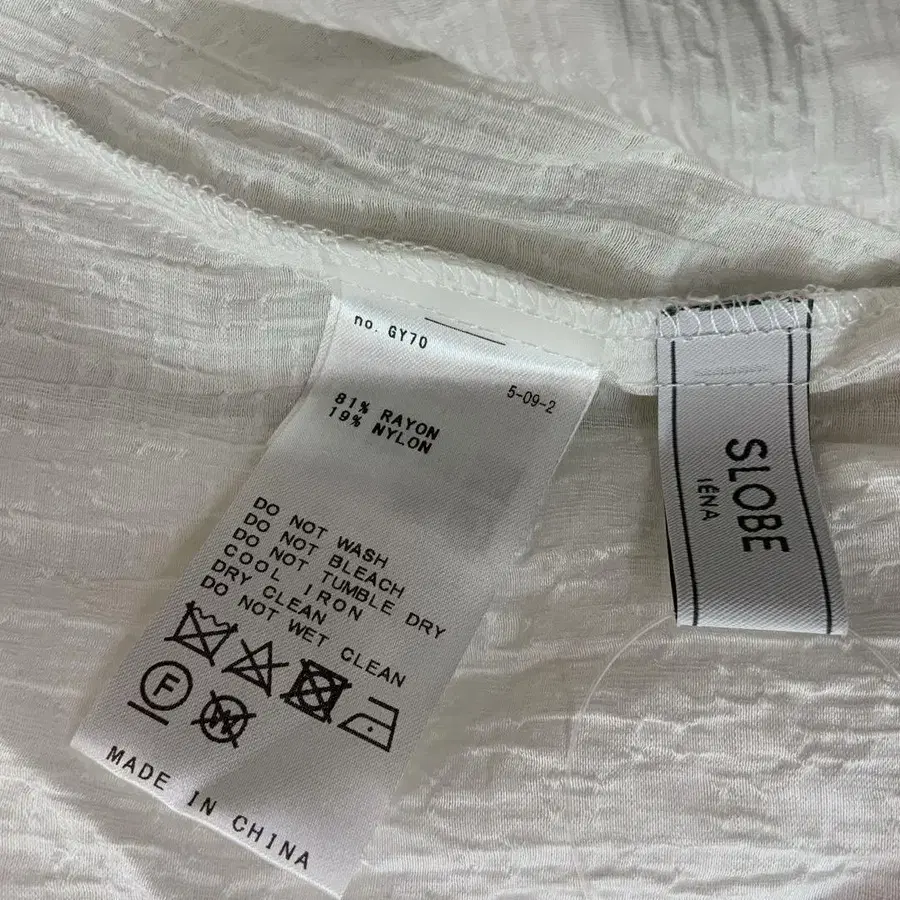 no. GY70
5-09-2
81% RAYON
19% NYLON
DO NOT WASH
DO NOT BLEACH
DO NOT TUMBLE DRY
COOL IRON
DRY CLEAN
DO NOT WET CLEAN
F
W
MADE IN CHINA
SLOBE
IÉNA